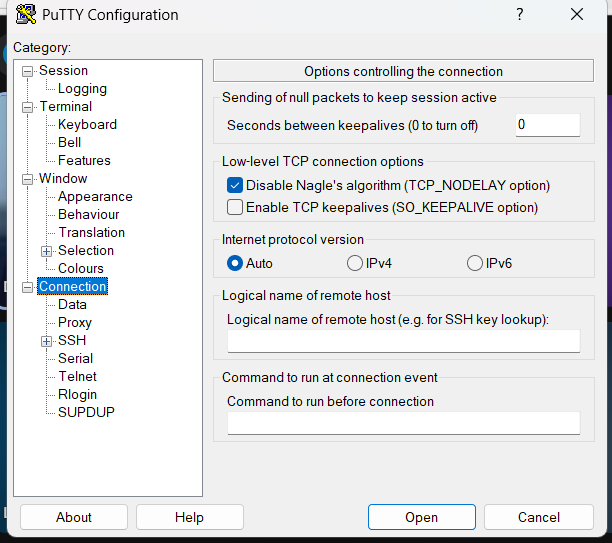 PuTTY Configuration
?
Category:
Session
Logging
Terminal
Keyboard
Bell
Features
Window
Appearance
Behaviour
Translation
Selection
Colours
Connection
Data
Proxy
SSH
Serial
Telnet
Rlogin
SUPDUP
Options controlling the connection
Sending of null packets to keep session active
Seconds between keepalives (0 to turn off)
0
Low-level TCP connection options
Disable Nagle's algorithm (TCP_NODELAY option)
Enable TCP keepalives (SO_KEEPALIVE option)
Internet protocol version
Auto IPv4 IPv6
Logical name of remote host
Logical name of remote host (e.g. for SSH key lookup):
Command to run at connection event
Command to run before connection
About Help Open Cancel